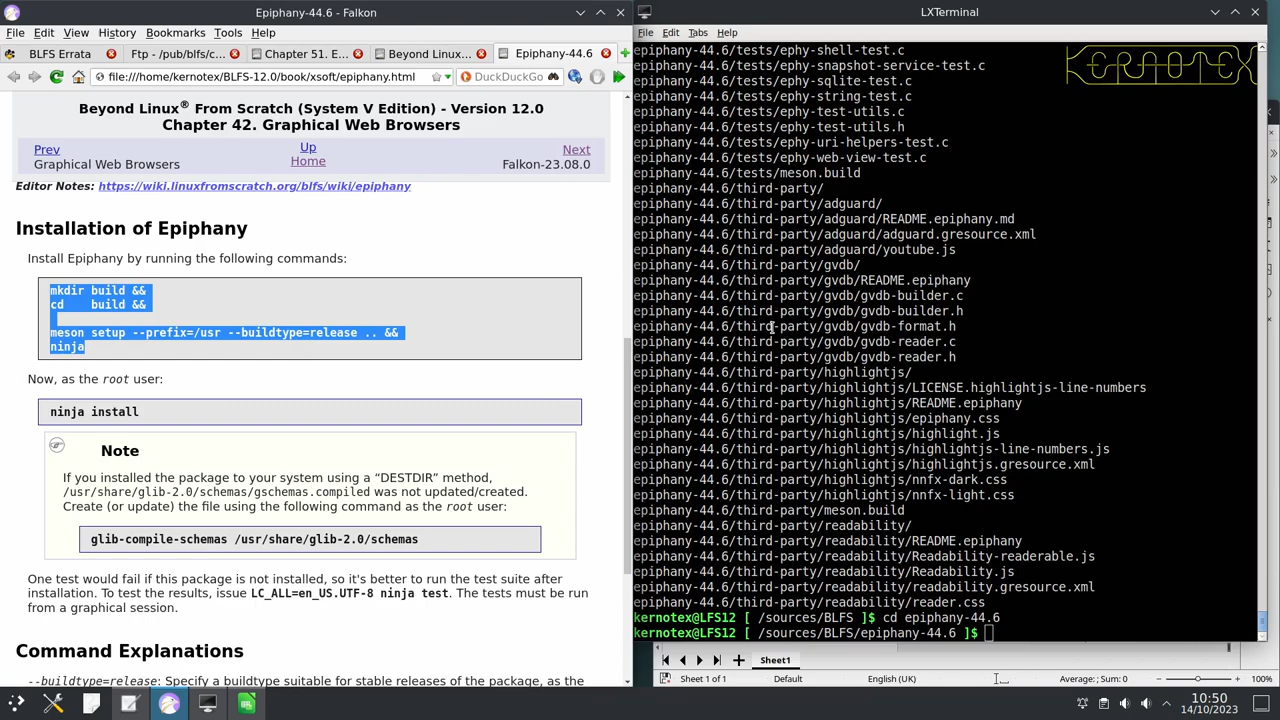 Epiphany-44.6 - Falkon
File Edit View History Bookmarks Tools Help
BLFS Errata
Ftp - /pub/blfs/c...
Chapter 51. E...
Beyond Linux...
Epiphany-44.6
file:///home/kernotex/BLFS-12.0/book/xsoft/epiphany.html
DuckDuckGo
Beyond Linux® From Scratch (System V Edition) - Version 12.0
Chapter 42. Graphical Web Browsers
Prev
Up
Next
Graphical Web Browsers
Home
Falkon-23.08.0
Editor Notes: https://wiki.linuxfromscratch.org/blfs/wiki/epiphany
Installation of Epiphany
Install Epiphany by running the following commands:
mkdir build &&
cd    build &&
meson setup --prefix=/usr --buildtype=release .. &&
ninja
Now, as the root user:
ninja install
Note
If you installed the package to your system using a “DESTDIR” method,
/usr/share/glib-2.0/schemas/gschemas.compiled was not updated/created.
Create (or update) the file using the following command as the root user:
glib-compile-schemas /usr/share/glib-2.0/schemas
One test would fail if this package is not installed, so it's better to run the test suite after
installation. To test the results, issue LC_ALL=en_US.UTF-8 ninja test. The tests must be run
from a graphical session.
Command Explanations
--buildtype=release: Specify a buildtype suitable for stable releases of the package, as the
LXTerminal
File Edit Tabs Help
KERNOTEX
epiphany-44.6/tests/ephy-shell-test.c
epiphany-44.6/tests/ephy-snapshot-service-test.c
epiphany-44.6/tests/ephy-sqlite-test.c
epiphany-44.6/tests/ephy-string-test.c
epiphany-44.6/tests/ephy-test-utils.c
epiphany-44.6/tests/ephy-test-utils.h
epiphany-44.6/tests/ephy-uri-helpers-test.c
epiphany-44.6/tests/ephy-web-view-test.c
epiphany-44.6/tests/meson.build
epiphany-44.6/third-party/
epiphany-44.6/third-party/adguard/
epiphany-44.6/third-party/adguard/README.epiphany.md
epiphany-44.6/third-party/adguard/adguard.gresource.xml
epiphany-44.6/third-party/adguard/youtube.js
epiphany-44.6/third-party/gvdb/
epiphany-44.6/third-party/gvdb/README.epiphany
epiphany-44.6/third-party/gvdb/gvdb-builder.c
epiphany-44.6/third-party/gvdb/gvdb-builder.h
epiphany-44.6/third-party/gvdb/gvdb-format.h
epiphany-44.6/third-party/gvdb/gvdb-reader.c
epiphany-44.6/third-party/gvdb/gvdb-reader.h
epiphany-44.6/third-party/highlightjs/
epiphany-44.6/third-party/highlightjs/LICENSE.highlightjs-line-numbers
epiphany-44.6/third-party/highlightjs/README.epiphany
epiphany-44.6/third-party/highlightjs/epiphany.css
epiphany-44.6/third-party/highlightjs/highlight.js
epiphany-44.6/third-party/highlightjs/highlightjs-line-numbers.js
epiphany-44.6/third-party/highlightjs/highlightjs.gresource.xml
epiphany-44.6/third-party/highlightjs/nnfx-dark.css
epiphany-44.6/third-party/highlightjs/nnfx-light.css
epiphany-44.6/third-party/meson.build
epiphany-44.6/third-party/readability/
epiphany-44.6/third-party/readability/README.epiphany
epiphany-44.6/third-party/readability/Readability-readerable.js
epiphany-44.6/third-party/readability/Readability.js
epiphany-44.6/third-party/readability/readability.gresource.xml
epiphany-44.6/third-party/readability/reader.css
kernotex@LFS12 [ /sources/BLFS ]$ cd epiphany-44.6
kernotex@LFS12 [ /sources/BLFS/epiphany-44.6 ]$
Sheet1
Sheet 1 of 1
Default
English (UK)
Average: ; Sum: 0
100%
10:50
14/10/2023